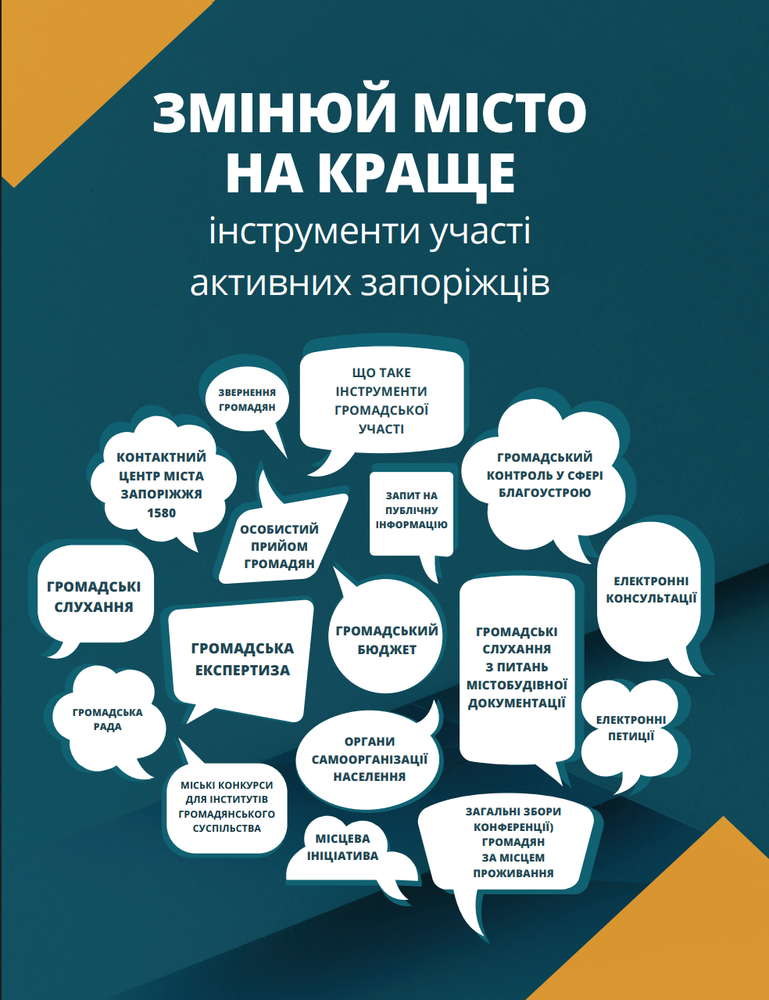 ЗМІНЮЙ МІСТО
НА КРАЩЕ
інструменти участі
активних запоріжців
ЩО ТАКЕ
ІНСТРУМЕНТИ
ГРОМАДСЬКОЇ
УЧАСТІ
ЗВЕРНЕННЯ
ГРОМАДЯН
КОНТАКТНИЙ
ЦЕНТР МІСТА
ЗАПОРІЖЖЯ
1580
ГРОМАДСЬКИЙ
КОНТРОЛЬ У СФЕРІ
БЛАГОУСТРОЮ
ЗАПИТ НА
ПУБЛІЧНУ
ІНФОРМАЦІЮ
ОСОБИСТИЙ
ПРИЙОМ
ГРОМАДЯН
ГРОМАДСЬКІ
СЛУХАННЯ
ЕЛЕКТРОННІ
КОНСУЛЬТАЦІЇ
ГРОМАДСЬКА
ЕКСПЕРТИЗА
ГРОМАДСЬКИЙ
БЮДЖЕТ
ГРОМАДСЬКІ
СЛУХАННЯ
З ПИТАНЬ
МІСТОБУДІВНОЇ
ДОКУМЕНТАЦІЇ
ГРОМАДСЬКА
РАДА
ЕЛЕКТРОННІ
ПЕТИЦІЇ
ОРГАНИ
САМООРГАНІЗАЦІЇ
НАСЕЛЕННЯ
МІСЬКІ КОНКУРСИ
ДЛЯ ІНСТИТУТІВ
ГРОМАДЯНСЬКОГО
СУСПІЛЬСТВА
МІСЦЕВА
ІНІЦІАТИВА
ЗАГАЛЬНІ ЗБОРИ
КОНФЕРЕНЦІЇ)
ГРОМАДЯН
ЗА МІСЦЕМ
ПРОЖИВАННЯ